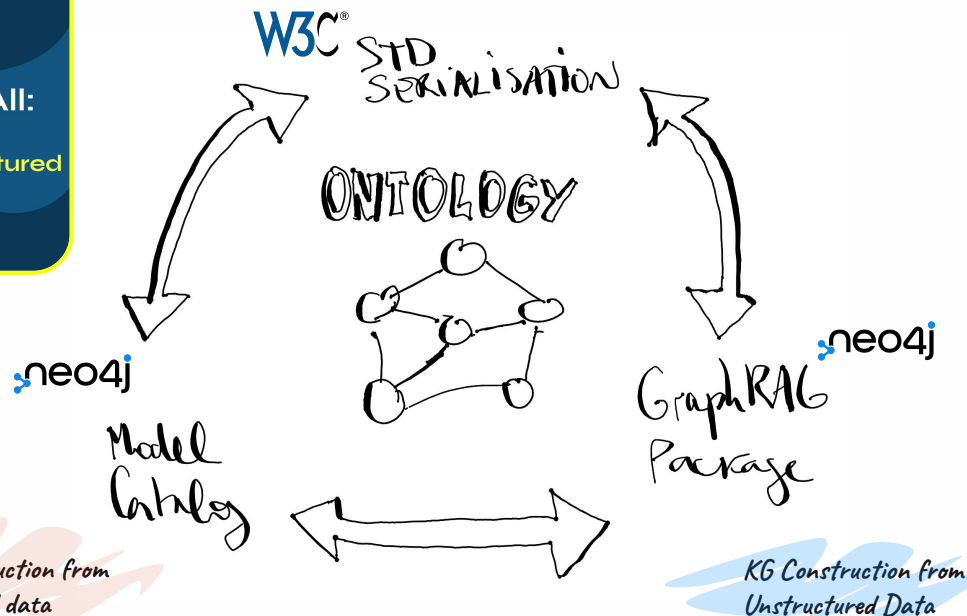 W3C®
STD
SERIALISATION
All:
tured
ONTOLOGY
neo4j
neo4j
Model
Catalog
GraphRAG
Package
uction from
data
KG Construction from
Unstructured Data